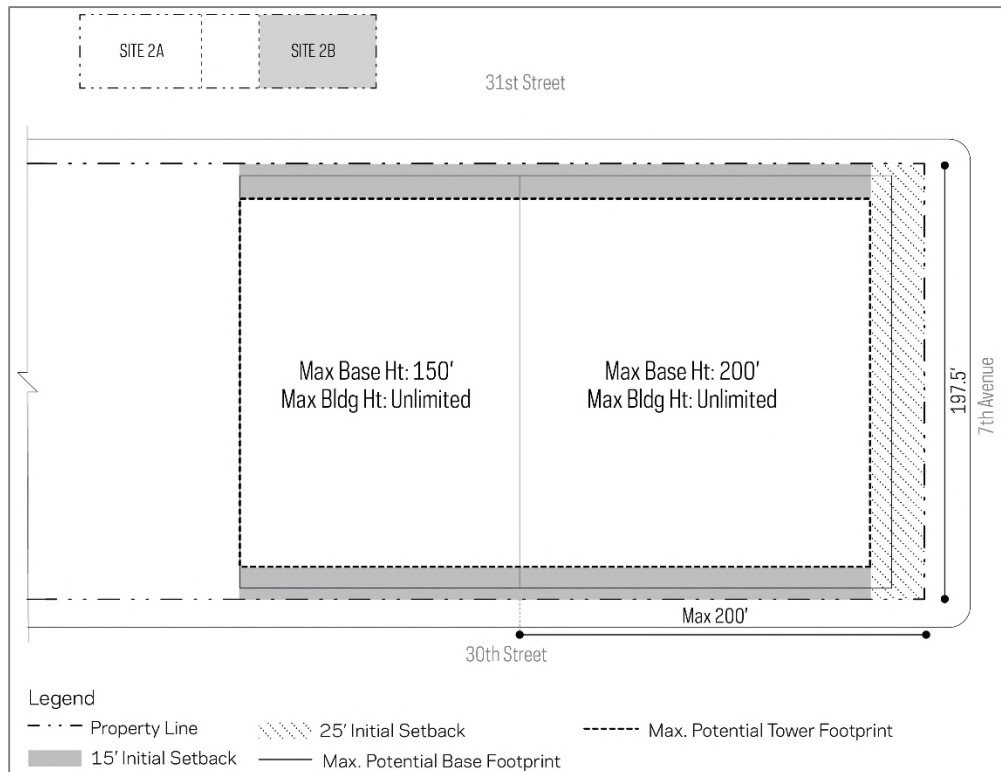 SITE 2A
SITE 2B
31st Street
Max Base Ht: 150'
Max Bldg Ht: Unlimited
Max Base Ht: 200'
Max Bldg Ht: Unlimited
197.5'
7th Avenue
Max 200'
30th Street
Legend
Property Line
25' Initial Setback
Max. Potential Tower Footprint
15' Initial Setback
Max. Potential Base Footprint